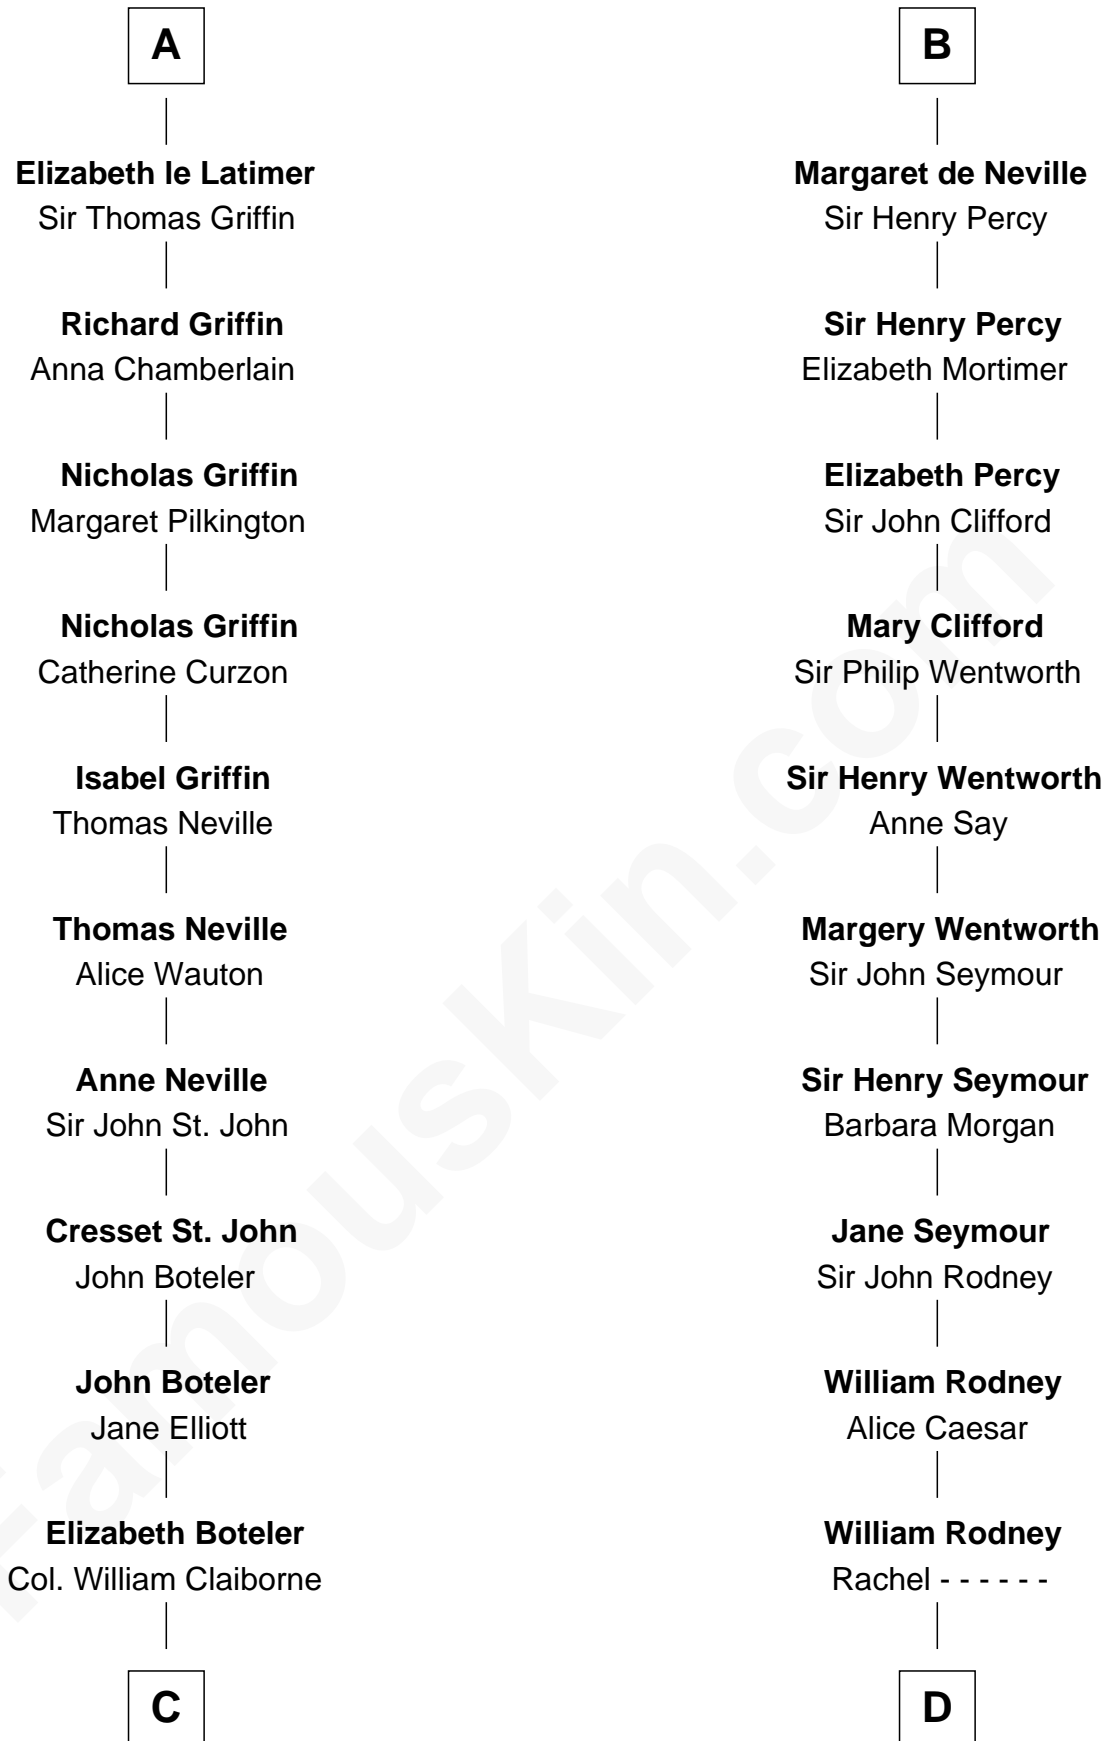 A
Elizabeth le Latimer
Sir Thomas Griffin
Richard Griffin
Anna Chamberlain
Nicholas Griffin
Margaret Pilkington
Nicholas Griffin
Catherine Curzon
Isabel Griffin
Thomas Neville
Thomas Neville
Alice Wauton
Anne Neville
Sir John St. John
Cresset St. John
John Boteler
John Boteler
Jane Elliott
Elizabeth Boteler
Col. William Claiborne
C
B
Margaret de Neville
Sir Henry Percy
Sir Henry Percy
Elizabeth Mortimer
Elizabeth Percy
Sir John Clifford
Mary Clifford
Sir Philip Wentworth
Sir Henry Wentworth
Anne Say
Margery Wentworth
Sir John Seymour
Sir Henry Seymour
Barbara Morgan
Jane Seymour
Sir John Rodney
William Rodney
Alice Caesar
William Rodney
Rachel - - - - - -
D
FamousKin.com